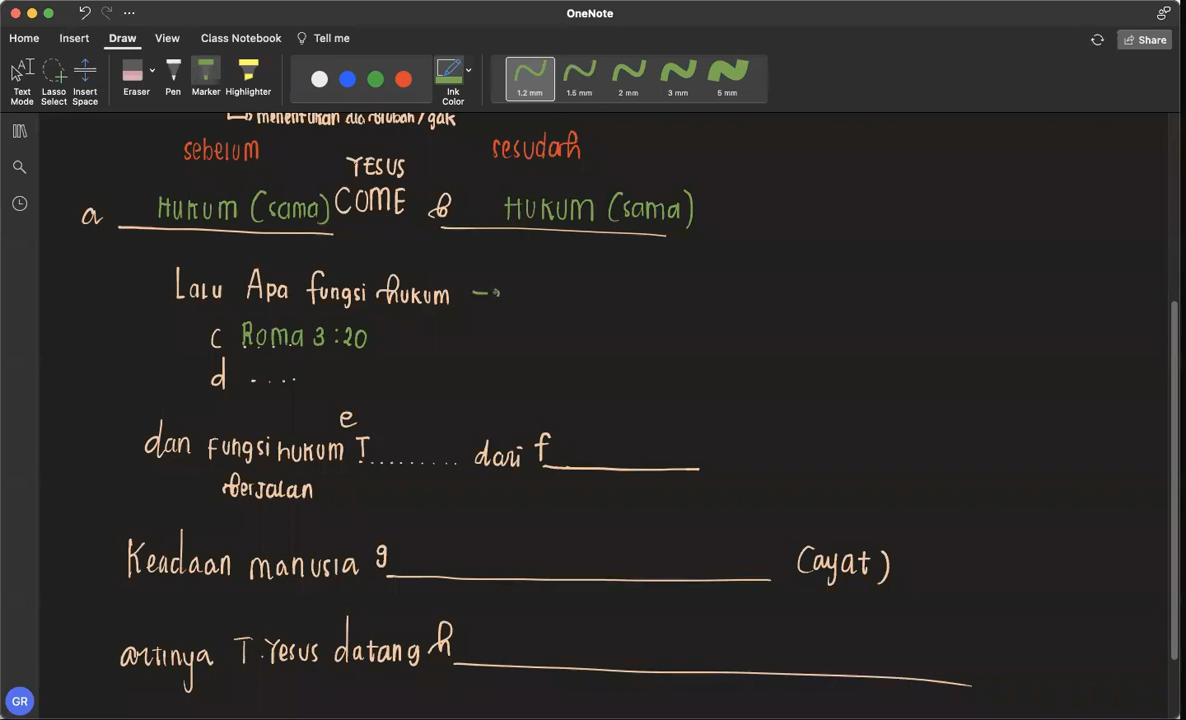 OneNote
Home Insert Draw View Class Notebook Tell me Share
Text Mode Lasso Select Insert Space Eraser Pen Marker Highlighter Ink Color 1.2 mm 1.5 mm 2 mm 3 mm 5 mm
menentukan /gak
sebelum sesudah
YESUS
a HUKUM (sama) COME b HUKUM (sama)
Lalu Apa fungsi hukum →
c Roma 3:20
d ....
e
dan Fungsi hukum T......... dari f
berjalan
Keadaan manusia g (ayat)
artinya T.Yesus datang h
GR